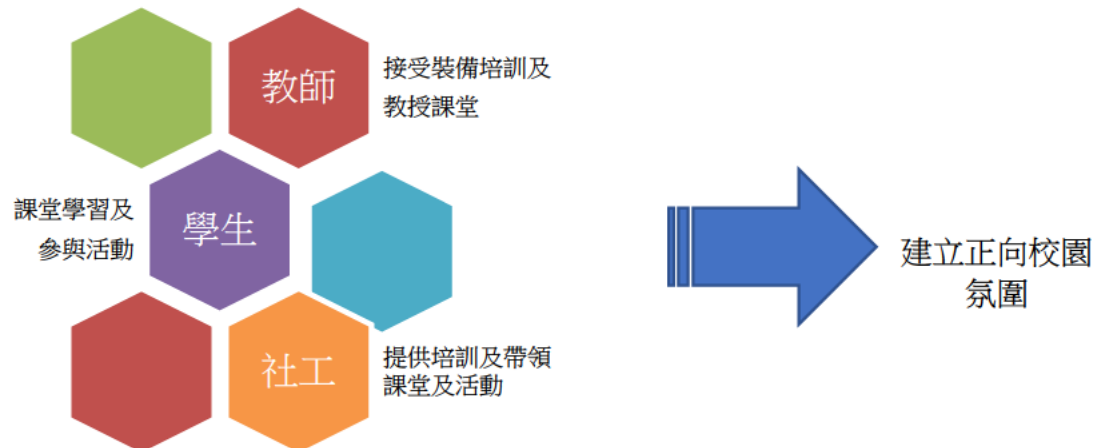 教師
接受裝備培訓及
教授課堂
課堂學習及
參與活動
學生
社工
提供培訓及帶領
課堂及活動
建立正向校園
氛圍